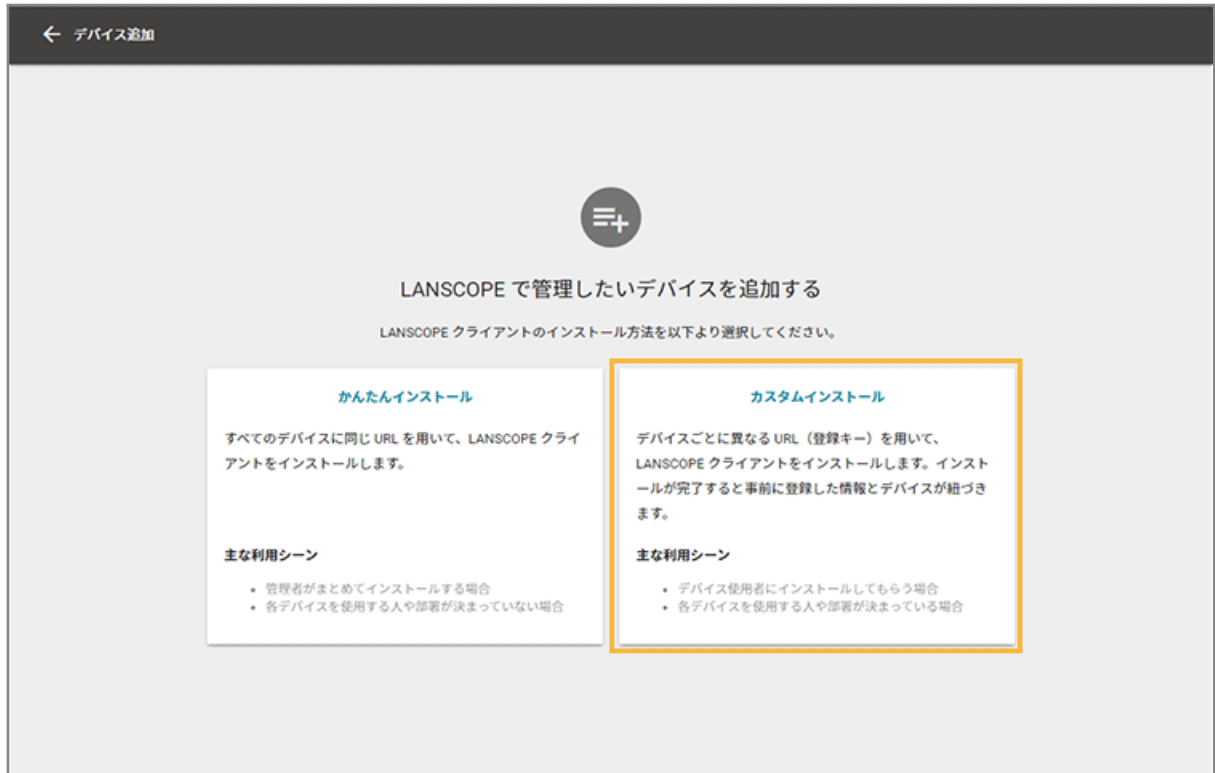 デバイス追加
LANSCOPE で管理したいデバイスを追加する
LANSCOPE クライアントのインストール方法を以下より選択してください。
かんたんインストール
すべてのデバイスに同じ URL を用いて、LANSCOPE クライ
アントをインストールします。
主な利用シーン
• 管理者がまとめてインストールする場合
• 各デバイスを使用する人や部署が決まっていない場合
カスタムインストール
デバイスごとに異なる URL（登録キー）を用いて、
LANSCOPE クライアントをインストールします。インスト
ールが完了すると事前に登録した情報とデバイスが紐づき
ます。
主な利用シーン
• デバイス使用者にインストールしてもらう場合
• 各デバイスを使用する人や部署が決まっている場合